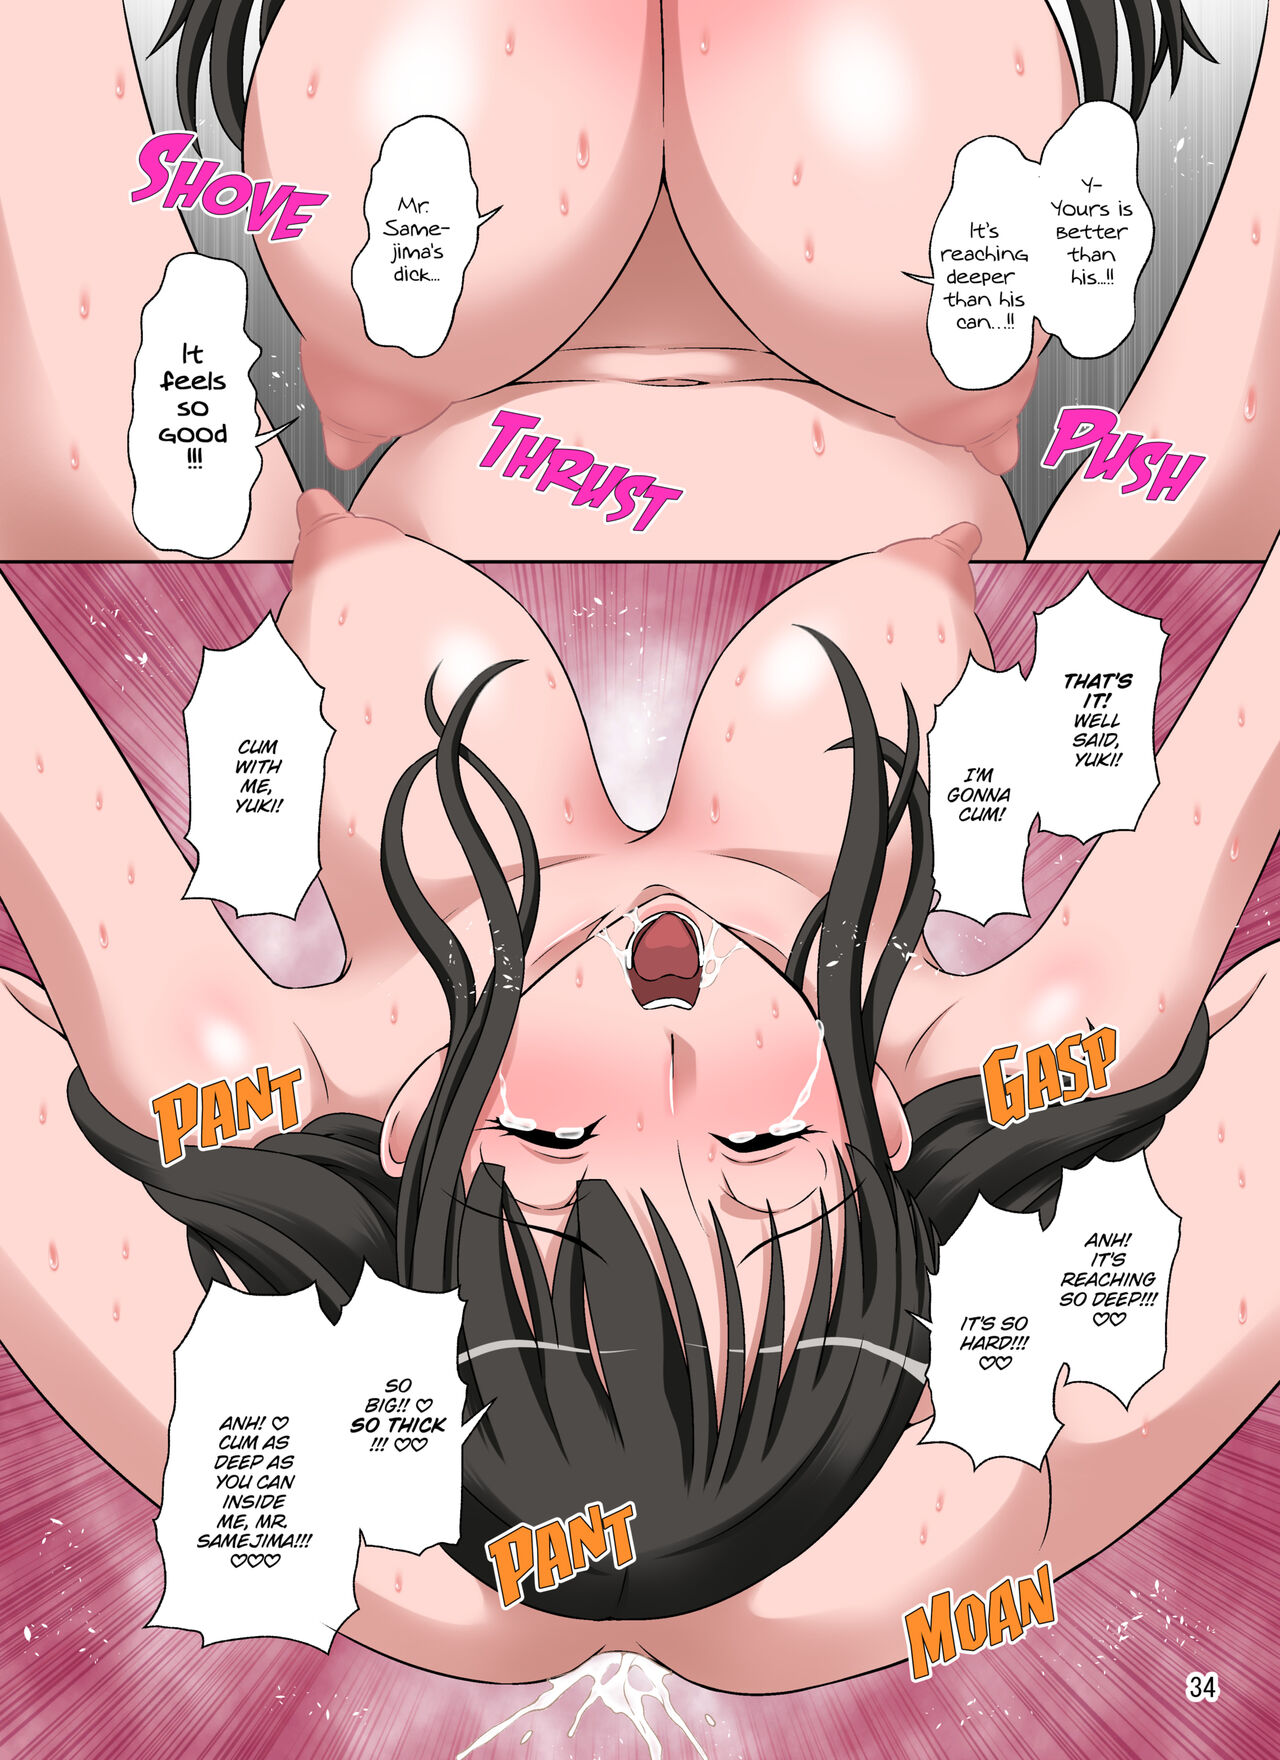 Y-
Yours is
Better
than
his...!!
It's
reaching
deeper
than his
can...!!
Mr.
Same-
jima's
dick...
It
feels
so
Good
!!!
SHOVE
THRUST
PUSH
THAT'S
IT!
WELL
SAID,
YUKI!
I'M
GONNA
CUM!
CUM
WITH
ME,
YUKI!
PANT
GASP
ANH!
IT'S
REACHING
SO DEEP!!!
♡♡
IT'S SO
HARD!!!
♡♡
SO
BIG!! ♡
SO THICK
!!! ♡♡
ANH! ♡
CUM AS
DEEP AS
YOU CAN
INSIDE
ME, MR.
SAMEJIMA!!!
♡♡♡
PANT
MOAN
34